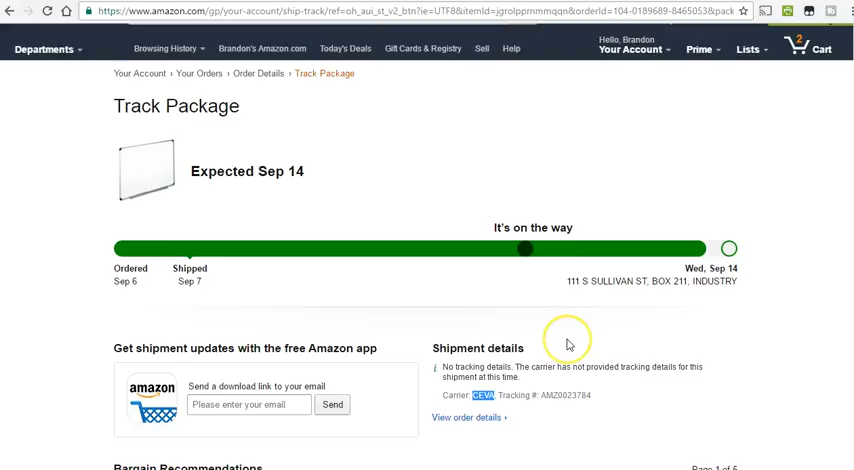 https://www.amazon.com/gp/your-account/ship-track/ref=oh_aui_st_v2_btn?ie=UTF8&itemId=jgrolpprnmmqqn&orderId=104-0189689-8465053&pack
Departments Browsing History Brandon's Amazon.com Today's Deals Gift Cards & Registry Sell Help Hello, Brandon
Your Account Prime Lists 2 Cart
Your Account › Your Orders › Order Details › Track Package
Track Package
Expected Sep 14
It's on the way
Ordered Shipped Wed, Sep 14
Sep 6 Sep 7 111 S SULLIVAN ST, BOX 211, INDUSTRY
Get shipment updates with the free Amazon app
amazon
Send a download link to your email
Please enter your email Send
Shipment details
i No tracking details. The carrier has not provided tracking details for this
shipment at this time.
Carrier: CEVA, Tracking #: AMZ0023784
View order details ›
Bargain Recommendations Page 1 of 5